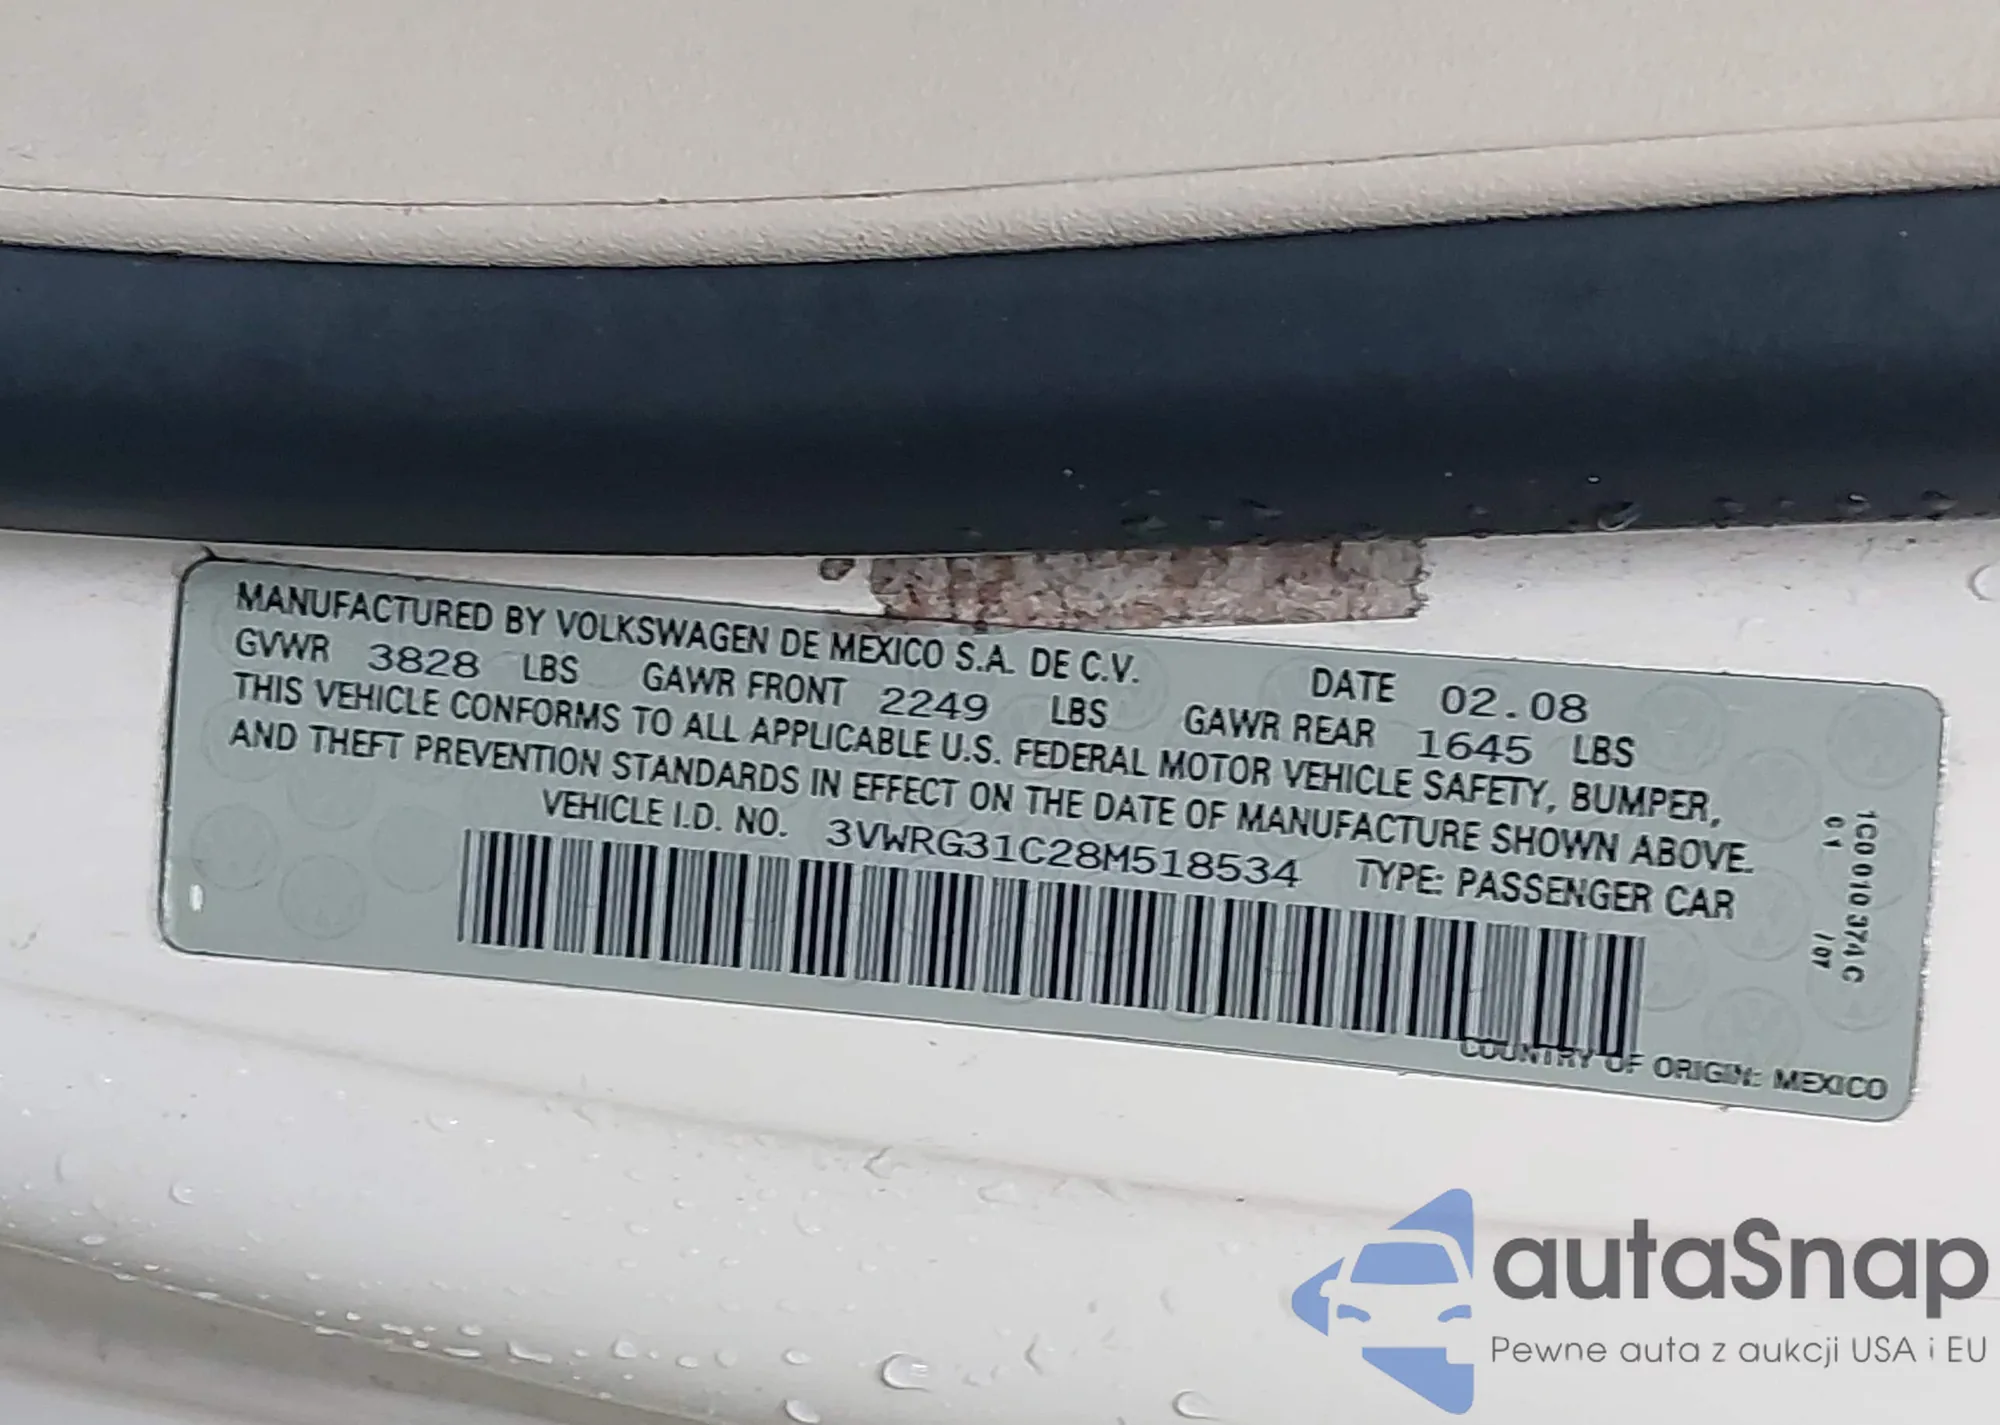 MANUFACTURED BY VOLKSWAGEN DE MEXICO S.A. DE C.V. DATE 02.08
GVWR 3828 LBS GAWR FRONT 2249 LBS GAWR REAR 1645 LBS
THIS VEHICLE CONFORMS TO ALL APPLICABLE U.S. FEDERAL MOTOR VEHICLE SAFETY, BUMPER,
AND THEFT PREVENTION STANDARDS IN EFFECT ON THE DATE OF MANUFACTURE SHOWN ABOVE.
VEHICLE I.D. NO. 3VWRG31C28M518534 TYPE: PASSENGER CAR
COUNTRY OF ORIGIN: MEXICO
1C0 010 374 C
autaSnap
Pewne auta z aukcji USA i EU